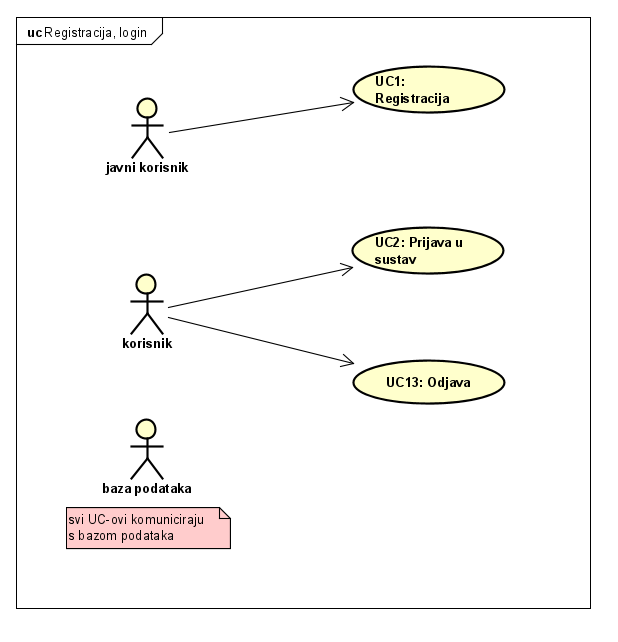 uc Registracija, login
UC1:
Registracija
javni korisnik
UC2: Prijava u
sustav
korisnik
UC13: Odjava
baza podataka
svi UC-ovi komuniciraju
s bazom podataka